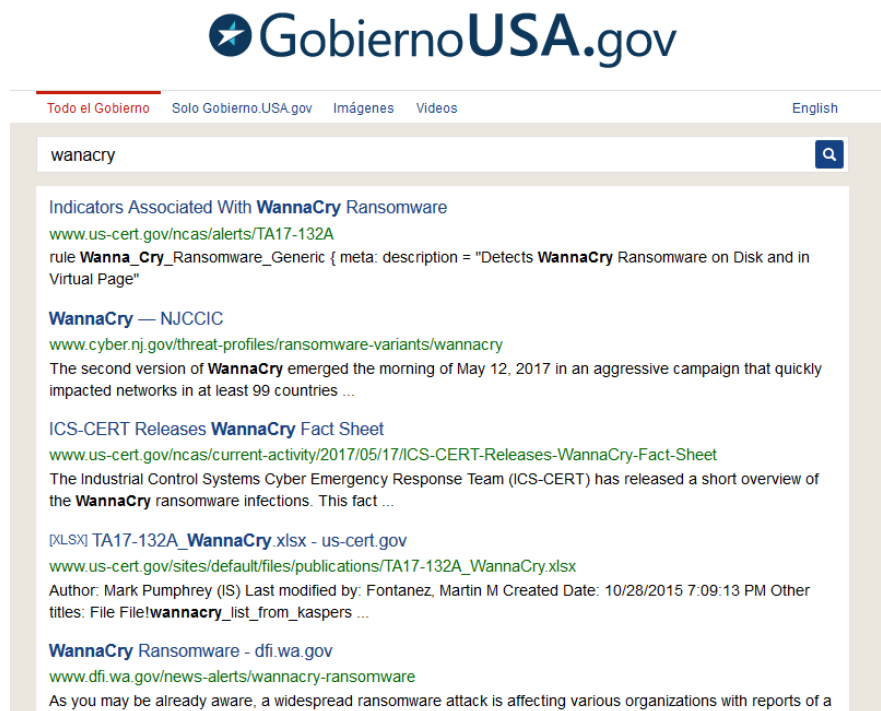 GobiernoUSA.gov
Todo el Gobierno Solo Gobierno.USA.gov Imágenes Videos English
wanacry
Indicators Associated With WannaCry Ransomware
www.us-cert.gov/ncas/alerts/TA17-132A
rule Wanna_Cry_Ransomware_Generic { meta: description = "Detects WannaCry Ransomware on Disk and in
Virtual Page"
WannaCry — NJCCIC
www.cyber.nj.gov/threat-profiles/ransomware-variants/wannacry
The second version of WannaCry emerged the morning of May 12, 2017 in an aggressive campaign that quickly
impacted networks in at least 99 countries ...
ICS-CERT Releases WannaCry Fact Sheet
www.us-cert.gov/ncas/current-activity/2017/05/17/ICS-CERT-Releases-WannaCry-Fact-Sheet
The Industrial Control Systems Cyber Emergency Response Team (ICS-CERT) has released a short overview of
the WannaCry ransomware infections. This fact ...
[XLSX] TA17-132A_WannaCry.xlsx - us-cert.gov
www.us-cert.gov/sites/default/files/publications/TA17-132A_WannaCry.xlsx
Author: Mark Pumphrey (IS) Last modified by: Fontanez, Martin M Created Date: 10/28/2015 7:09:13 PM Other
titles: File File!wannacry_list_from_kaspers ...
WannaCry Ransomware - dfi.wa.gov
www.dfi.wa.gov/news-alerts/wannacry-ransomware
As you may be already aware, a widespread ransomware attack is affecting various organizations with reports of a